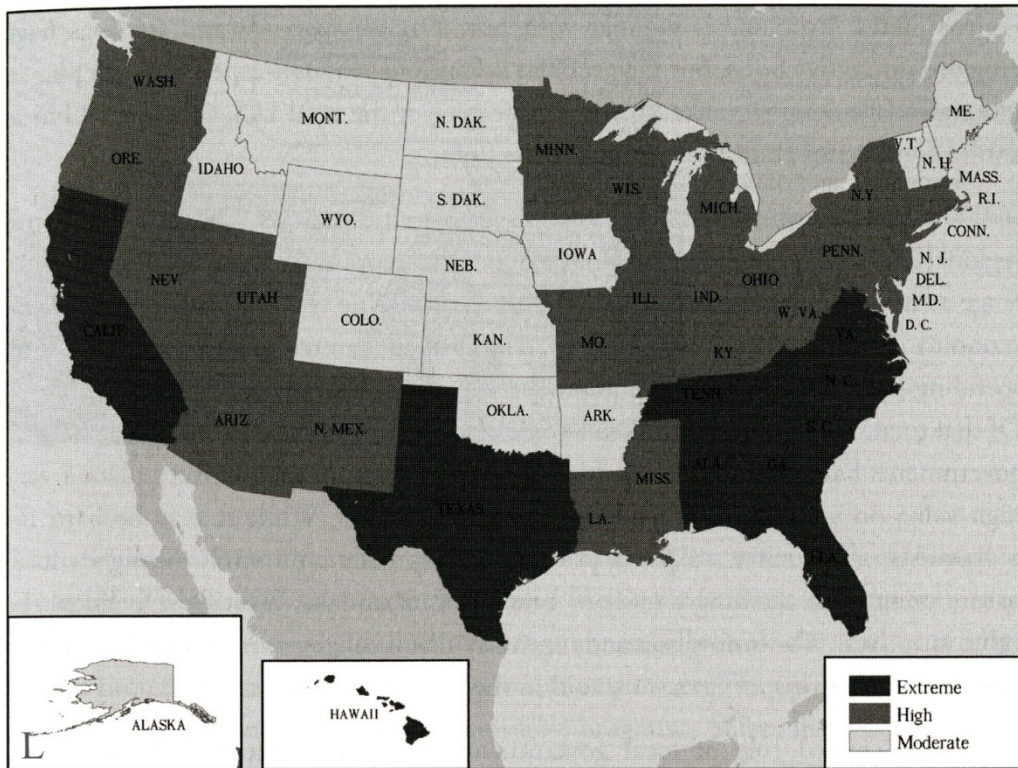 WASH.
MONT.
N. DAK.
MINN.
ME.
V.T.
N. H.
MASS.
R.I.
CONN.
ORE.
IDAHO
WYO.
S. DAK.
WIS.
MICH.
N.Y.
NEV.
UTAH
COLO.
NEB.
IOWA
ILL.
IND.
OHIO
PENN.
N. J.
DEL.
M.D.
D. C.
W. VA.
VA.
CALIF
KAN.
MO.
KY.
ARIZ.
N. MEX.
OKLA.
ARK.
TENN.
N. C.
S. C.
TEXAS
LA.
MISS.
ALA.
GA.
FLA.
L
ALASKA
HAWAII
Extreme
High
Moderate